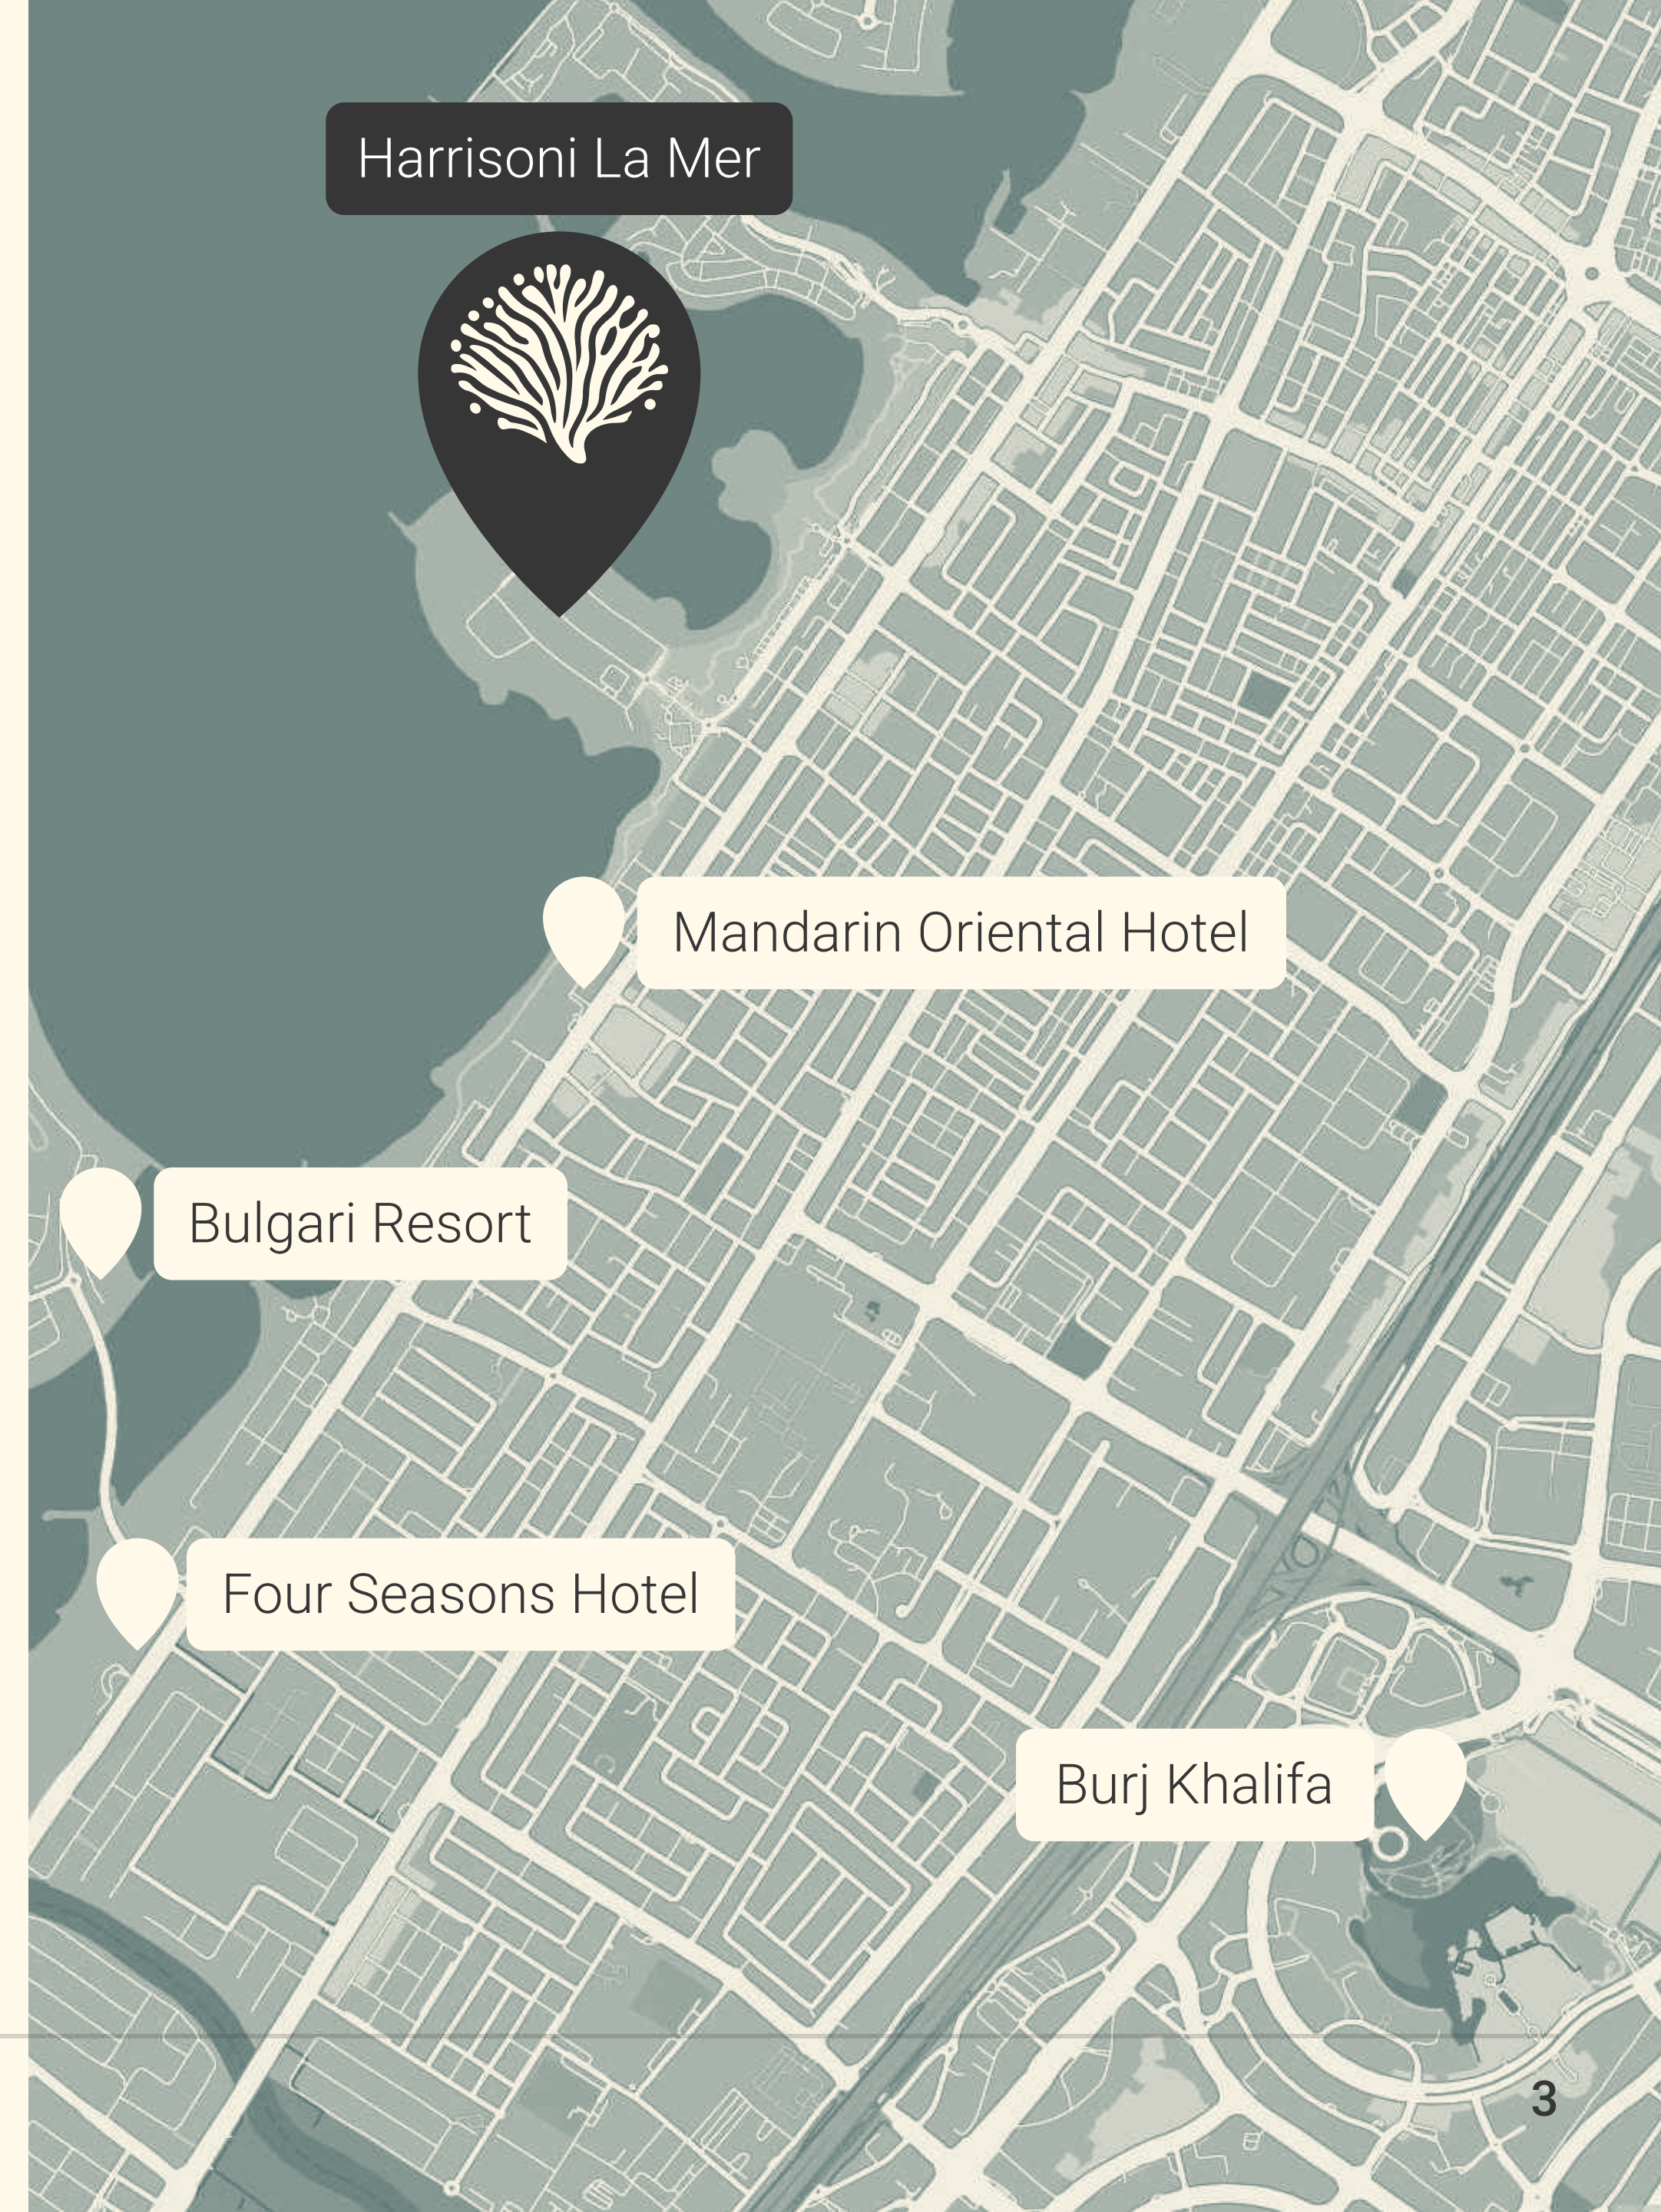 Harrisoni La Mer
Mandarin Oriental Hotel
Bulgari Resort
Four Seasons Hotel
Burj Khalifa
3